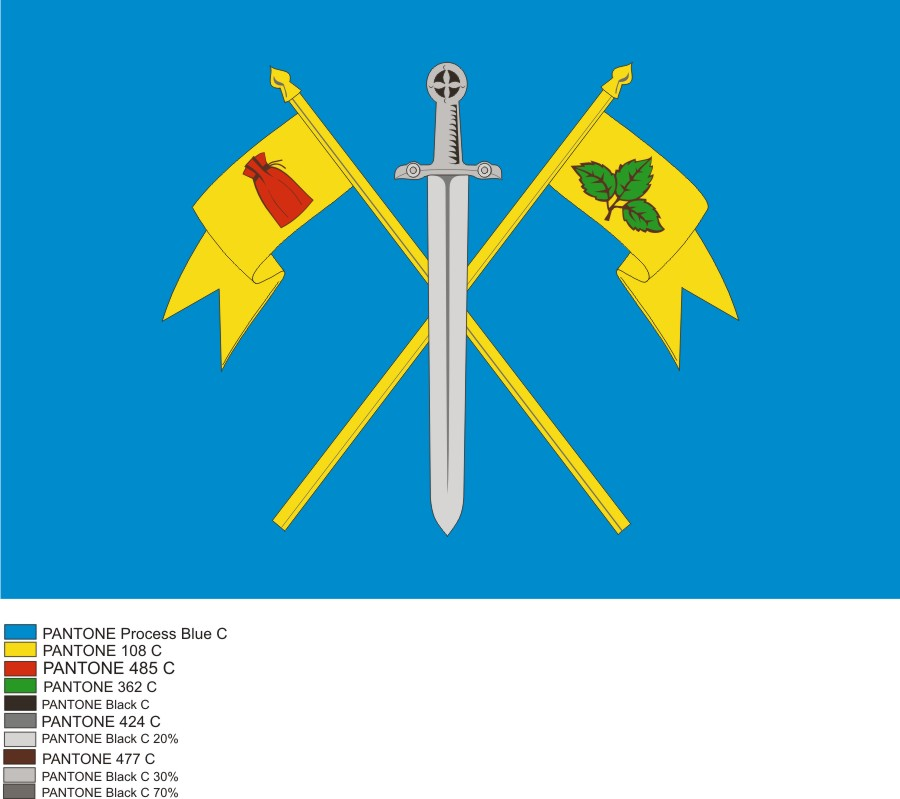 PANTONE Process Blue C
PANTONE 108 C
PANTONE 485 C
PANTONE 362 C
PANTONE Black C
PANTONE 424 C
PANTONE Black C 20%
PANTONE 477 C
PANTONE Black C 30%
PANTONE Black C 70%